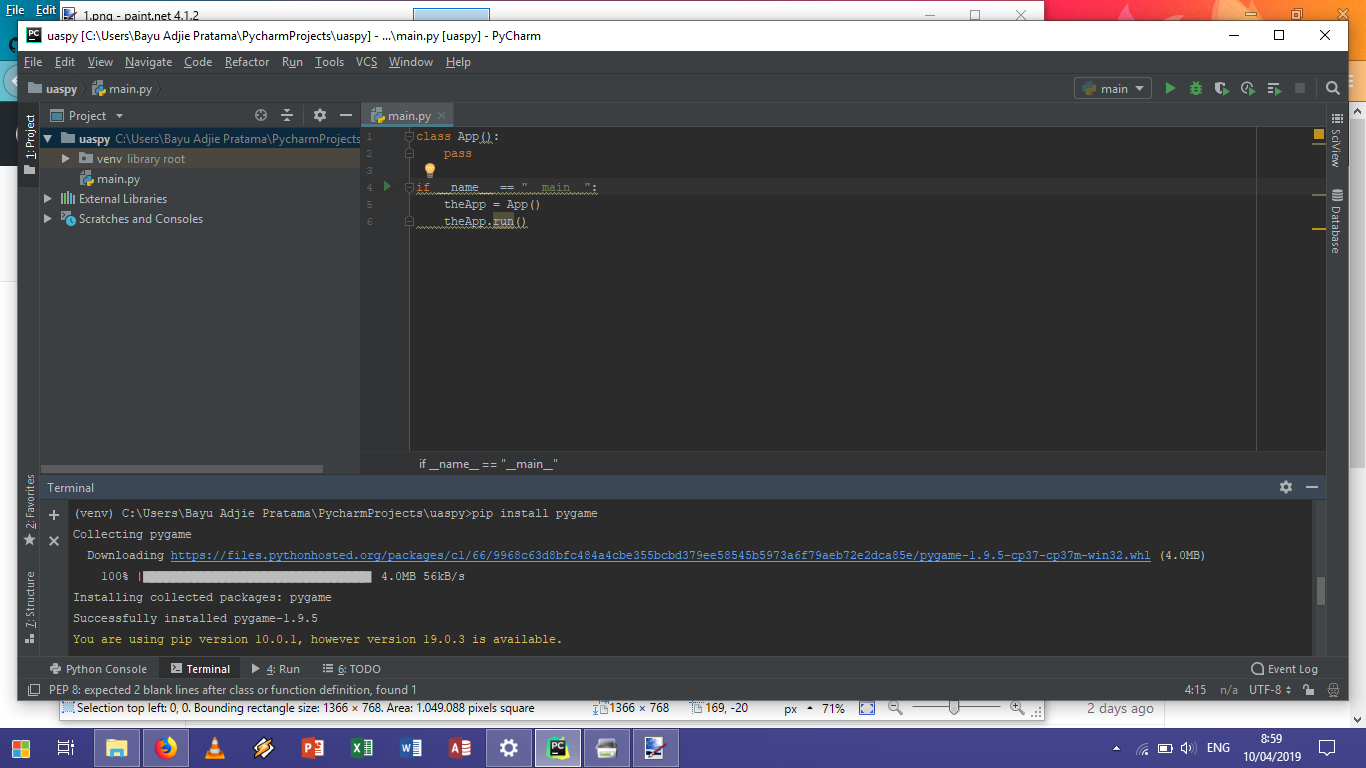 File Edit
1.png - paint.net 4.1.2
uaspy [C:\Users\Bayu Adjie Pratama\PycharmProjects\uaspy] - ...\main.py [uaspy] - PyCharm
File Edit View Navigate Code Refactor Run Tools VCS Window Help
uaspy main.py
main
Project
main.py
1: Project
uaspy C:\Users\Bayu Adjie Pratama\PycharmProjects
venv library root
main.py
External Libraries
Scratches and Consoles
1 class App():
2 pass
3
4 if __name__ == "__main__":
5 theApp = App()
6 theApp.run()
SciView
Database
if __name__ == "__main__"
Terminal
2: Favorites
7: Structure
(venv) C:\Users\Bayu Adjie Pratama\PycharmProjects\uaspy>pip install pygame
Collecting pygame
Downloading https://files.pythonhosted.org/packages/c1/66/9968c63d8bfc484a4cbe355bcbd379ee58545b5973a6f79aeb72e2dca85e/pygame-1.9.5-cp37-cp37m-win32.whl (4.0MB)
100% | 4.0MB 56kB/s
Installing collected packages: pygame
Successfully installed pygame-1.9.5
You are using pip version 10.0.1, however version 19.0.3 is available.
Python Console Terminal 4: Run 6: TODO Event Log
PEP 8: expected 2 blank lines after class or function definition, found 1 4:15 n/a UTF-8
Selection top left: 0, 0. Bounding rectangle size: 1366 × 768. Area: 1.049.088 pixels square 1366 × 768 169, -20 px 71%
2 days ago
ENG
8:59
10/04/2019